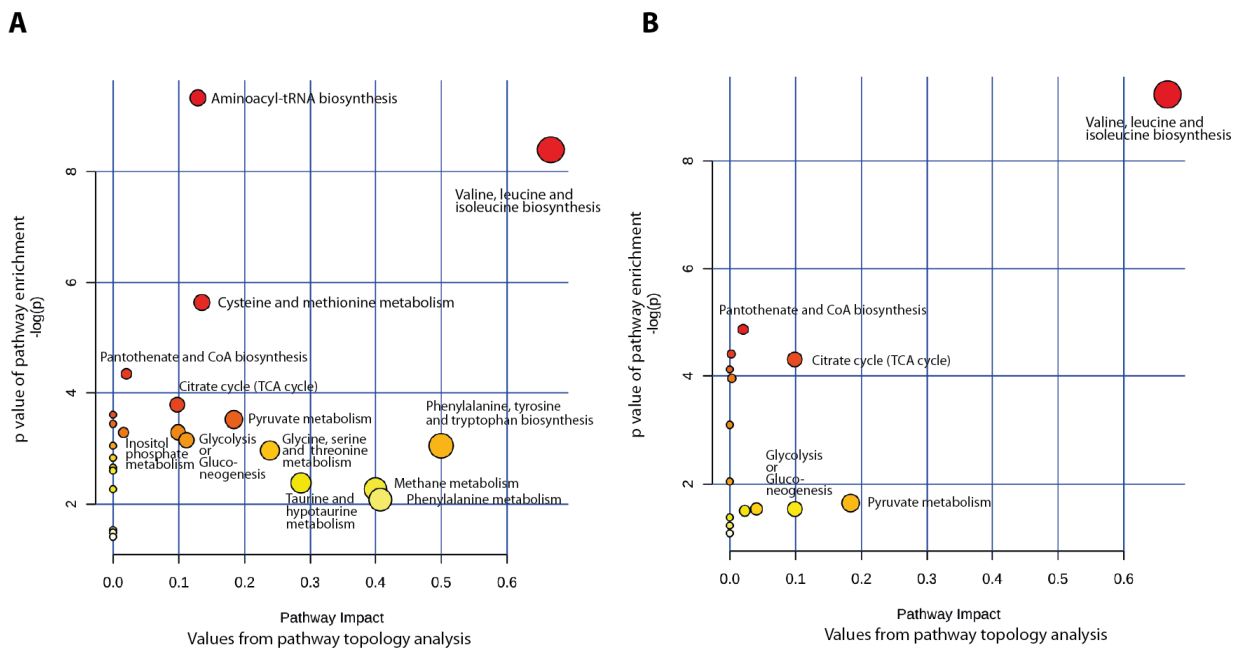 A
B
Aminoacyl-tRNA biosynthesis
Valine, leucine and
isoleucine biosynthesis
Cysteine and methionine metabolism
Pantothenate and CoA biosynthesis
Citrate cycle (TCA cycle)
Pyruvate metabolism
Phenylalanine, tyrosine
and tryptophan biosynthesis
Inositol
phosphate
metabolism
Glycolysis
or
Gluco-
neogenesis
Glycine, serine
and threonine
metabolism
Taurine and
hypotaurine
metabolism
Methane metabolism
Phenylalanine metabolism
p value of pathway enrichment
-log(p)
8
6
4
2
0.0 0.1 0.2 0.3 0.4 0.5 0.6
Pathway Impact
Values from pathway topology analysis
Valine, leucine and
isoleucine biosynthesis
Pantothenate and CoA biosynthesis
Citrate cycle (TCA cycle)
Glycolysis
or
Gluco-
neogenesis
Pyruvate metabolism
p value of pathway enrichment
-log(p)
8
6
4
2
0.0 0.1 0.2 0.3 0.4 0.5 0.6
Pathway Impact
Values from pathway topology analysis